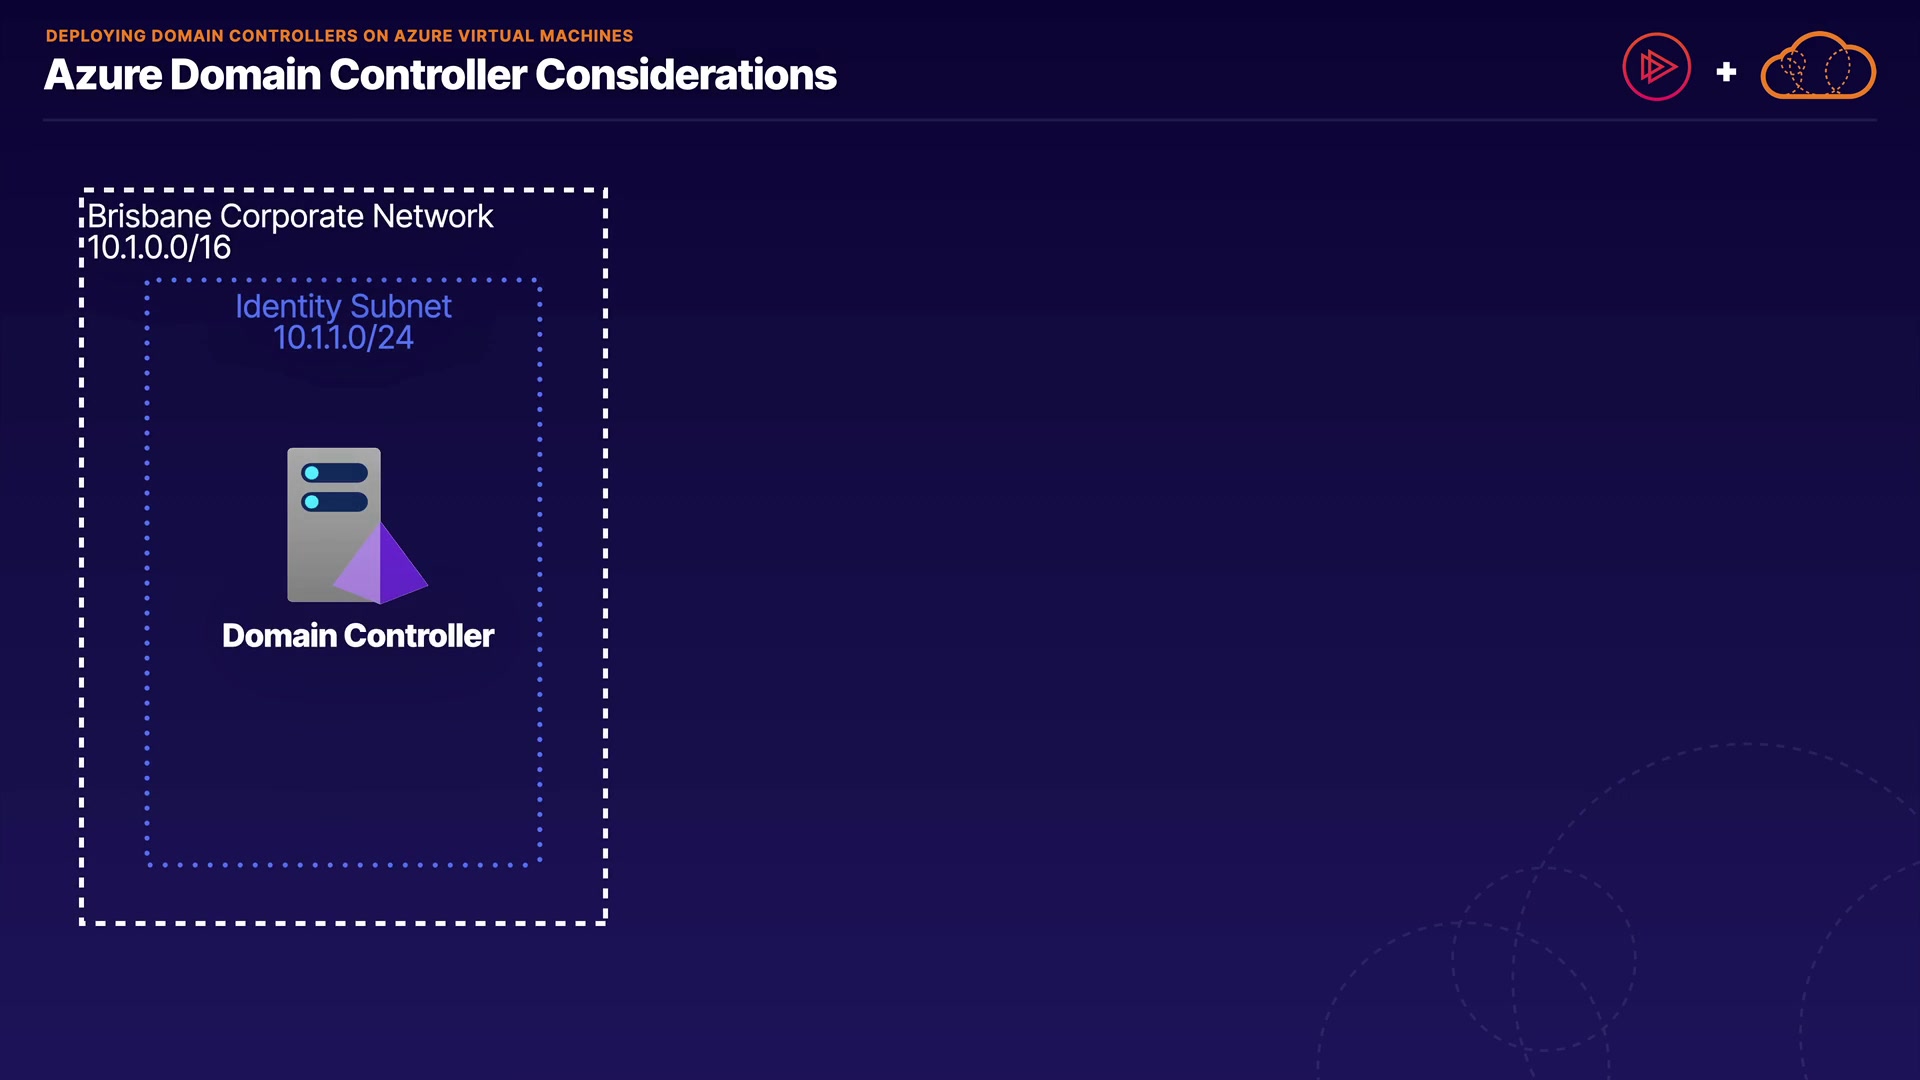 DEPLOYING DOMAIN CONTROLLERS ON AZURE VIRTUAL MACHINES
Azure Domain Controller Considerations
Brisbane Corporate Network
10.1.0.0/16
Identity Subnet
10.1.1.0/24
Domain Controller